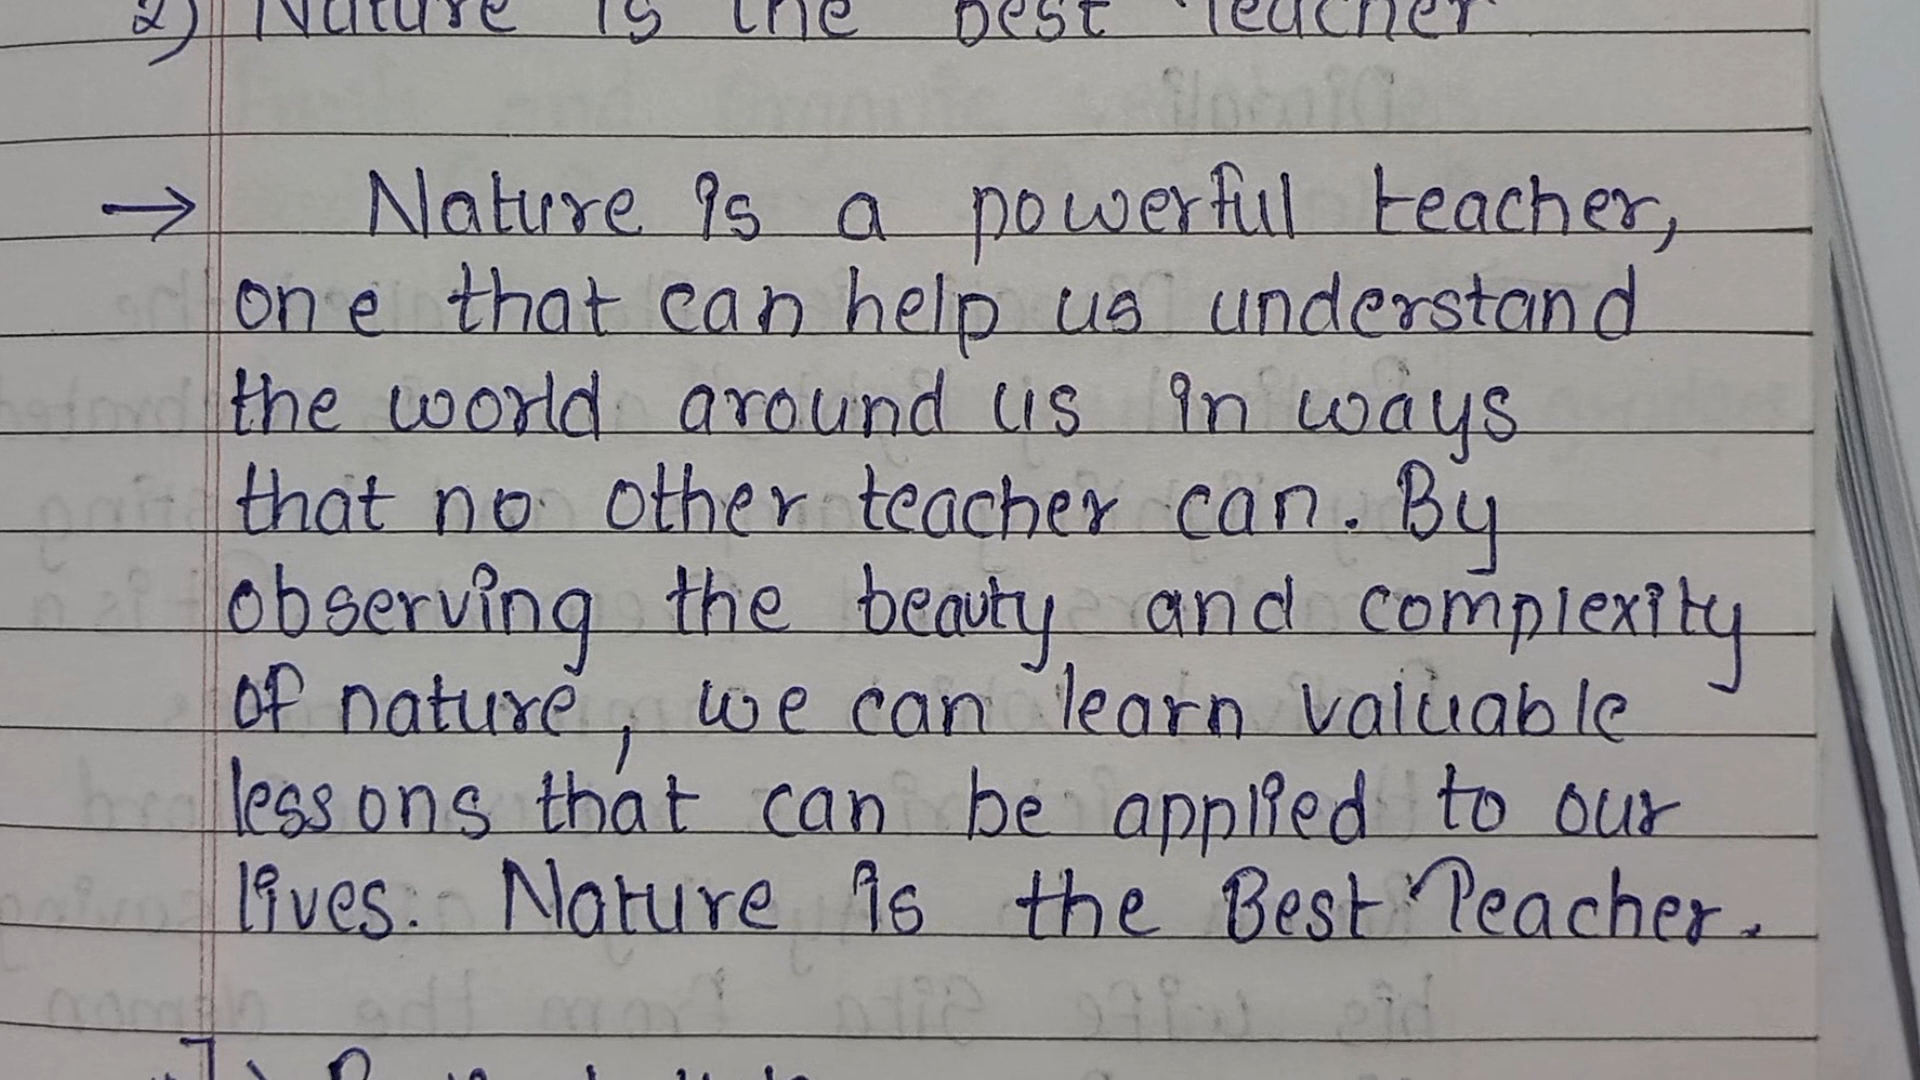 2) Nature is the best Teacher
→ Nature is a powerful teacher,
one that can help us understand
the world around us in ways
that no other teacher can. By
observing the beauty and complexity
of nature, we can learn valuable
lessons that can be applied to our
lives. Nature is the Best Teacher.